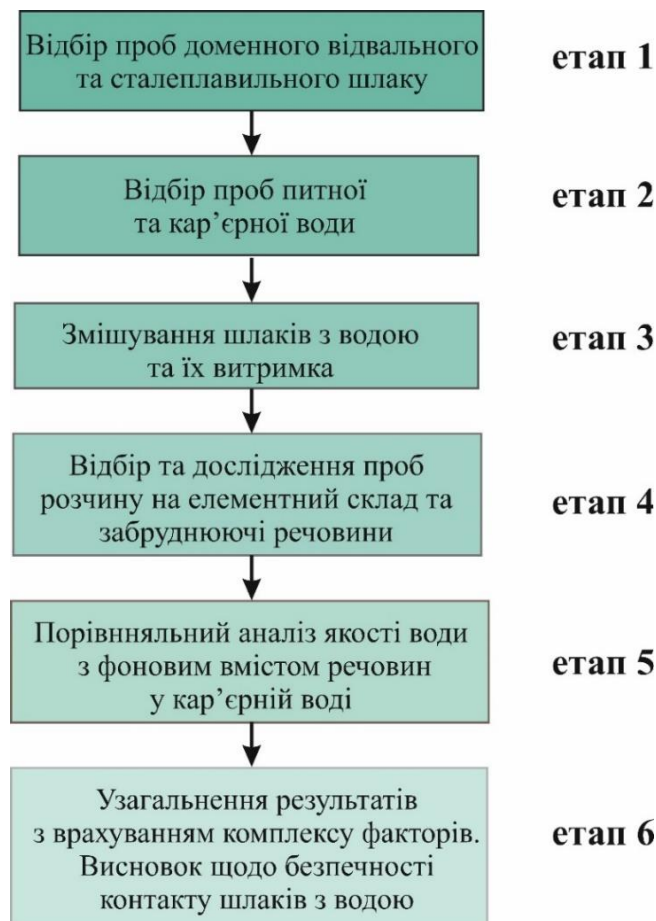 Відбір проб доменного відвального
та сталеплавильного шлаку
етап 1
Відбір проб питної
та кар’єрної води
етап 2
Змішування шлаків з водою
та їх витримка
етап 3
Відбір та дослідження проб
розчину на елементний склад та
забруднюючі речовини
етап 4
Порівнняльний аналіз якості води
з фоновим вмістом речовин
у кар’єрній воді
етап 5
Узагальнення результатів
з врахуванням комплексу факторів.
Висновок щодо безпечності
контакту шлаків з водою
етап 6